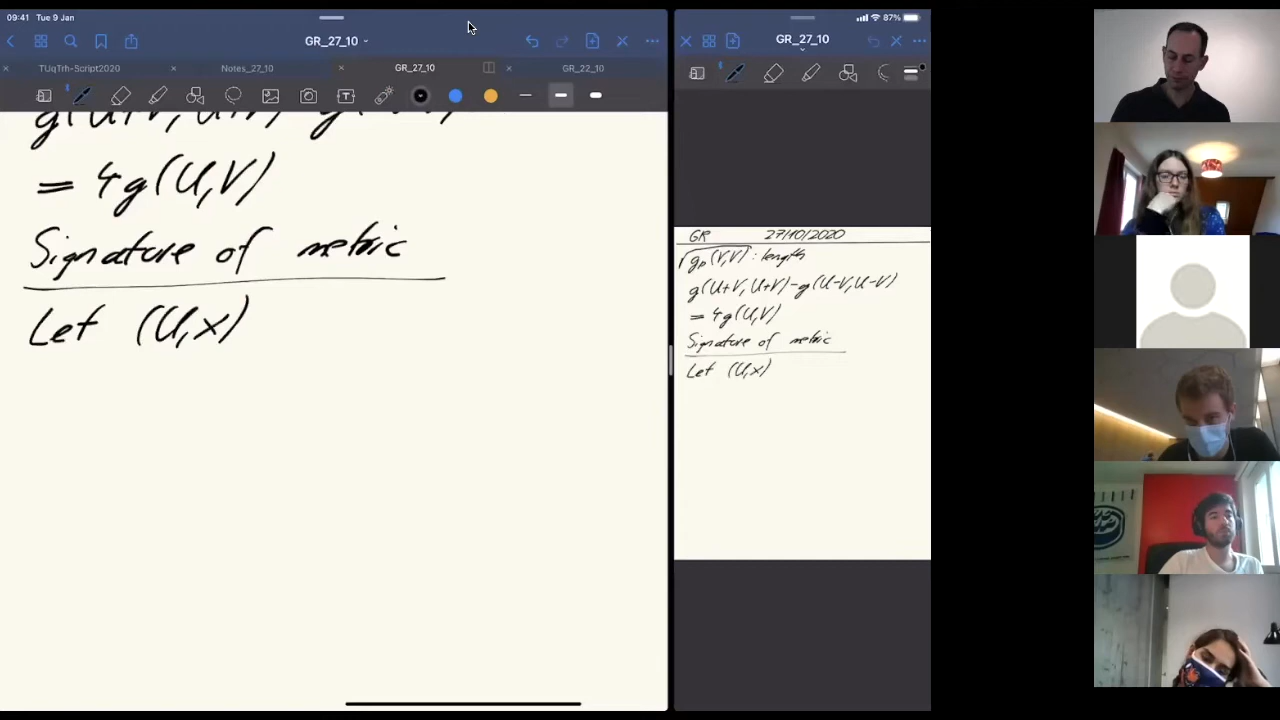 09:41 Tue 9 Jan
GR_27_10
TUqTrh-Script2020
Notes_27_10
GR_27_10
GR_22_10
= 4g(U,V)
Signature of metric
Let (U,x)
87%
GR_27_10
GR 27/10/2020
√g_p(V,V) : length
g(U+V, U+V) - g(U-V, U-V)
= 4g(U,V)
Signature of metric
Let (U,x)